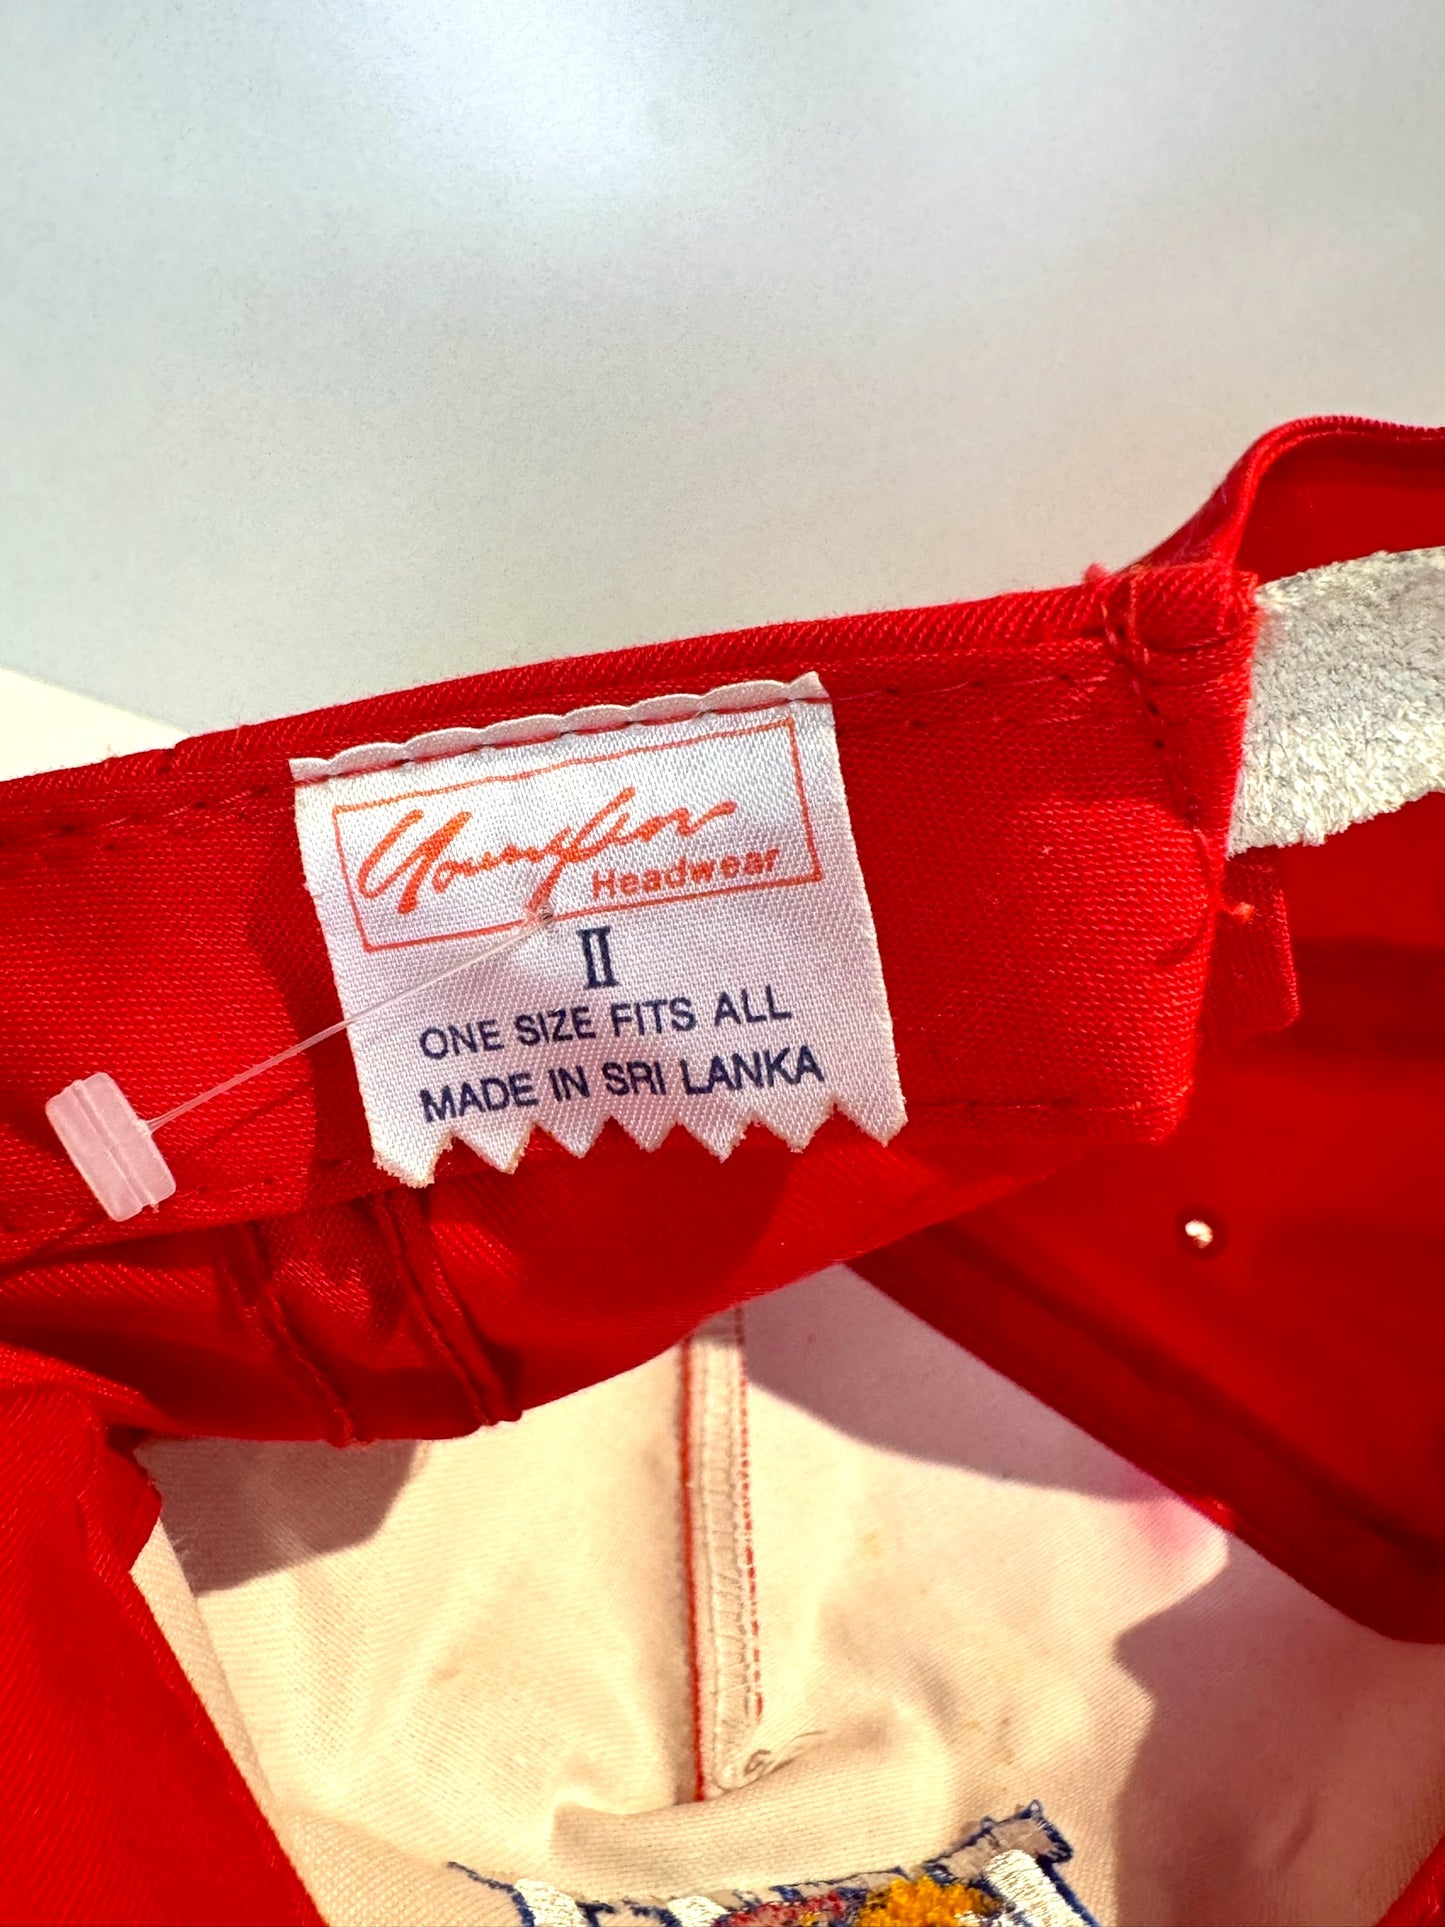 Youngan
Headwear
II
ONE SIZE FITS ALL
MADE IN SRI LANKA